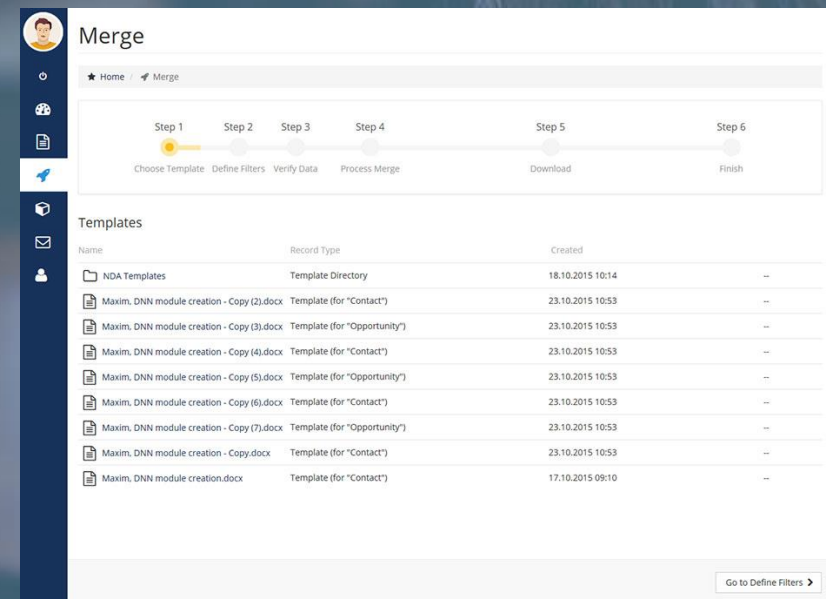 Merge
Home / Merge
Step 1 Step 2 Step 3 Step 4 Step 5 Step 6
Choose Template Define Filters Verify Data Process Merge Download Finish
Templates
Name Record Type Created
NDA Templates Template Directory 18.10.2015 10:14 --
Maxim, DNN module creation - Copy (2).docx Template (for "Contact") 23.10.2015 10:53 --
Maxim, DNN module creation - Copy (3).docx Template (for "Opportunity") 23.10.2015 10:53 --
Maxim, DNN module creation - Copy (4).docx Template (for "Contact") 23.10.2015 10:53 --
Maxim, DNN module creation - Copy (5).docx Template (for "Opportunity") 23.10.2015 10:53 --
Maxim, DNN module creation - Copy (6).docx Template (for "Contact") 23.10.2015 10:53 --
Maxim, DNN module creation - Copy (7).docx Template (for "Opportunity") 23.10.2015 10:53 --
Maxim, DNN module creation - Copy.docx Template (for "Contact") 23.10.2015 10:53 --
Maxim, DNN module creation.docx Template (for "Contact") 17.10.2015 09:10 --
Go to Define Filters